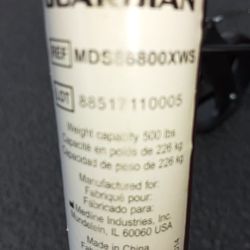 GUARDIAN
REF MDS86800XWS
LOT 88517110005
Weight capacity 500 lbs
Capacité en poids de 226 kg
Capacidad de peso de 226 kg
Manufactured for:
Fabriqué pour:
Fabricado para:
Medline Industries, Inc.
Mundelein, IL 60060 USA
Made in China